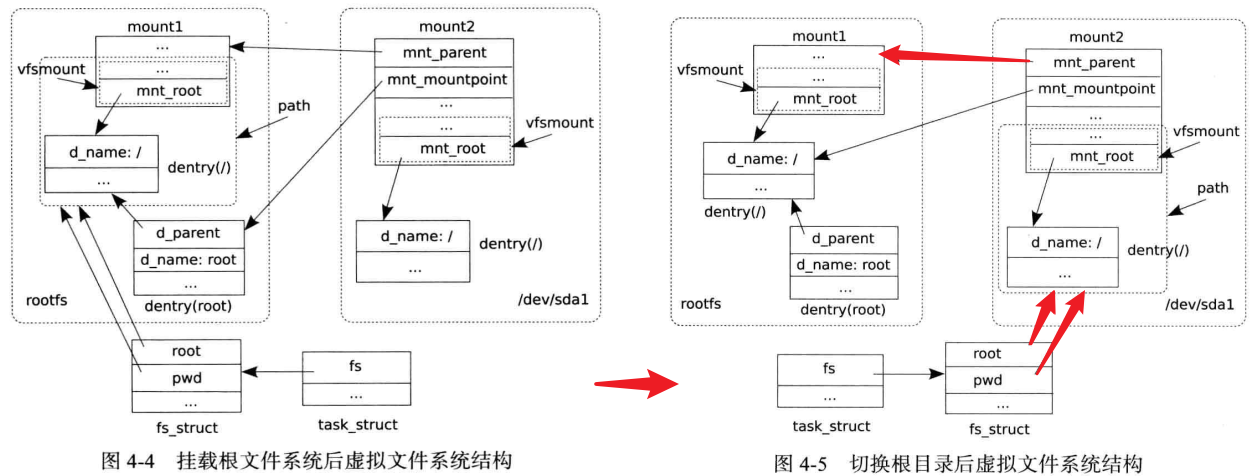 mount1
...
vfsmount
...
mnt_root
path
d_name: /
...
dentry(/)
d_parent
d_name: root
...
dentry(root)
rootfs
mount2
mnt_parent
mnt_mountpoint
...
...
mnt_root
vfsmount
d_name: /
...
dentry(/)
/dev/sda1
root
pwd
...
fs_struct
fs
...
task_struct
图 4-4 挂载根文件系统后虚拟文件系统结构
mount1
...
vfsmount
...
mnt_root
d_name: /
...
dentry(/)
d_parent
d_name: root
...
dentry(root)
rootfs
mount2
mnt_parent
mnt_mountpoint
...
...
mnt_root
vfsmount
path
d_name: /
...
dentry(/)
/dev/sda1
fs
...
task_struct
root
pwd
...
fs_struct
图 4-5 切换根目录后虚拟文件系统结构